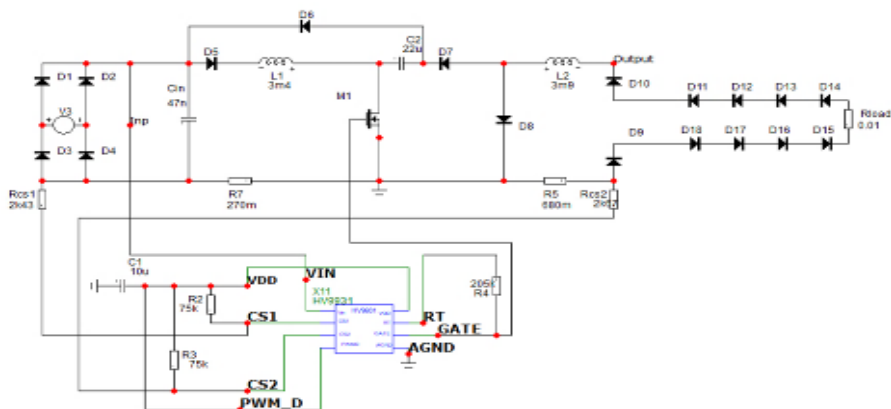 D6
D5
C2
22u
D7
L1
3m4
L2
3m9
Output
D1
D2
Cin
47n
V3
Inp
M1
D8
D10
D11
D12
D13
D14
Rload
0.01
D9
D18
D17
D16
D15
D3
D4
Rcs1
2k43
R7
270m
R5
680m
Rcs2
C1
10u
VDD
VIN
X11
HV9931
R2
75k
CS1
205k
R4
RT
GATE
AGND
R3
75k
CS2
PWM_D